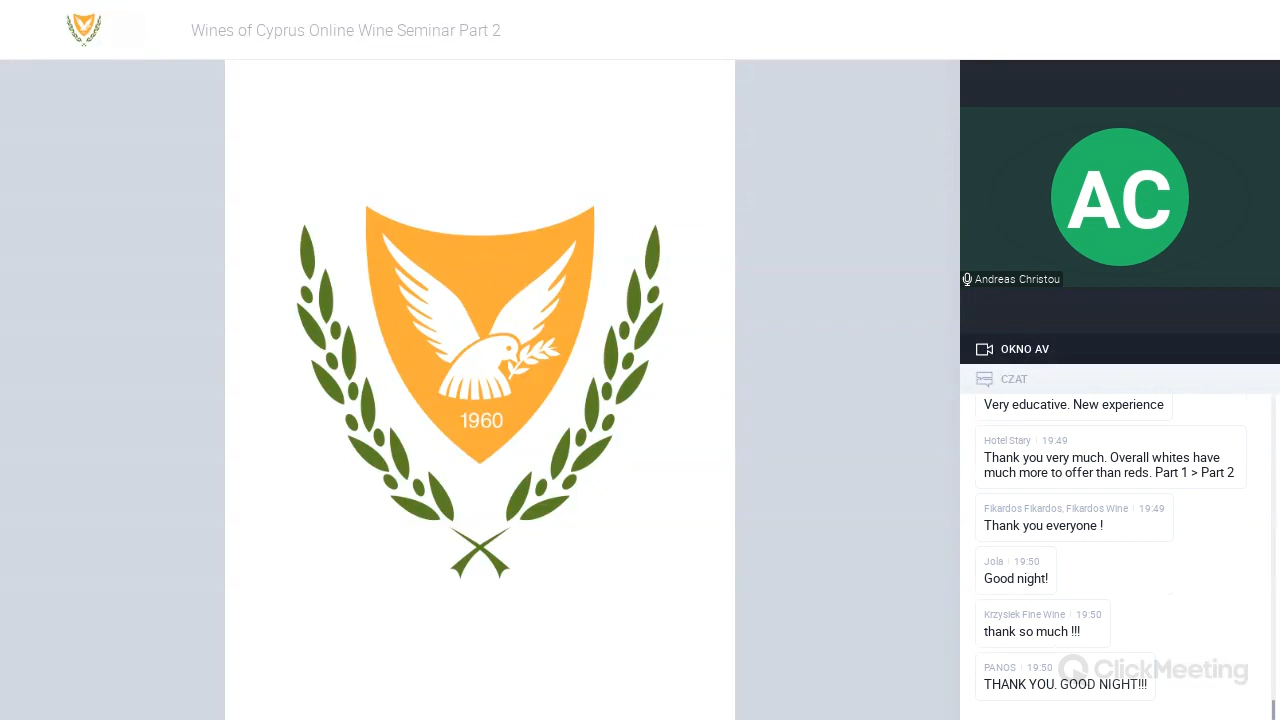 Wines of Cyprus Online Wine Seminar Part 2
1960
AC
Andreas Christou
OKNO AV
CZAT
Very educative. New experience
Hotel Stary | 19:49
Thank you very much. Overall whites have
much more to offer than reds. Part 1 > Part 2
Fikardos Fikardos, Fikardos Wine | 19:49
Thank you everyone !
Jola | 19:50
Good night!
Krzysiek Fine Wine | 19:50
thank so much !!!
PANOS | 19:50
THANK YOU. GOOD NIGHT!!!
ClickMeeting